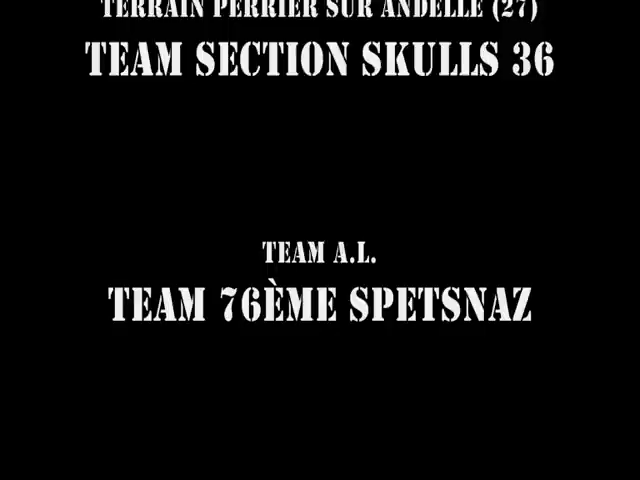 TERRAIN PERRIER SUR ANDELLE (27)
TEAM SECTION SKULLS 36
TEAM A.L.
TEAM 76ÈME SPETSNAZ